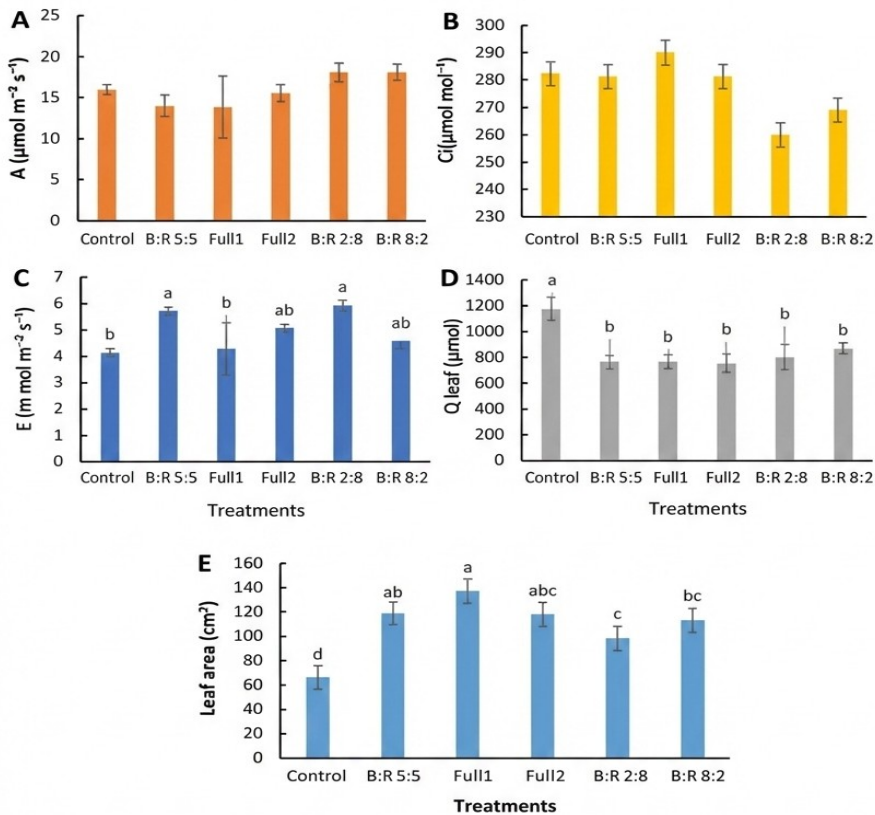 A
A (μmol m⁻² s⁻¹)
25
20
15
10
5
0
Control B:R 5:5 Full1 Full2 B:R 2:8 B:R 8:2
B
Ci(μmol mol⁻¹)
300
290
280
270
260
250
240
230
Control B:R 5:5 Full1 Full2 B:R 2:8 B:R 8:2
C
E (m mol m⁻² s⁻¹)
7
6
5
4
3
2
1
0
b a b ab a ab
Control B:R 5:5 Full1 Full2 B:R 2:8 B:R 8:2
Treatments
D
Q leaf (μmol)
1400
1200
1000
800
600
400
200
0
a b b b b b
Control B:R 5:5 Full1 Full2 B:R 2:8 B:R 8:2
Treatments
E
Leaf area (cm²)
160
140
120
100
80
60
40
20
0
d ab a abc c bc
Control B:R 5:5 Full1 Full2 B:R 2:8 B:R 8:2
Treatments